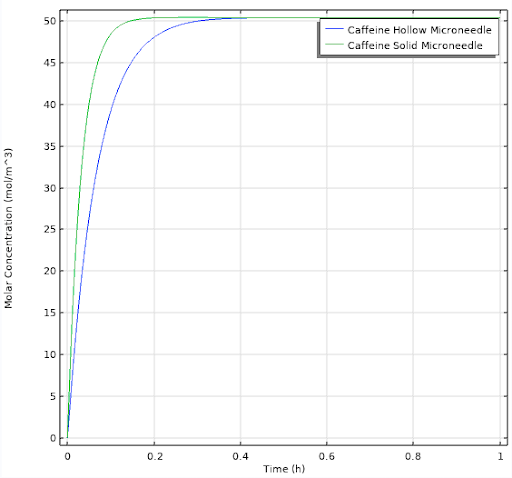 50
45
40
35
30
25
20
15
10
5
0
Molar Concentration (mol/m^3)
Caffeine Hollow Microneedle
Caffeine Solid Microneedle
0 0.2 0.4 0.6 0.8 1
Time (h)